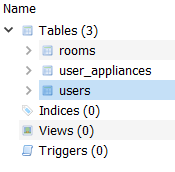 Name
Tables (3)
rooms
user_appliances
users
Indices (0)
Views (0)
Triggers (0)